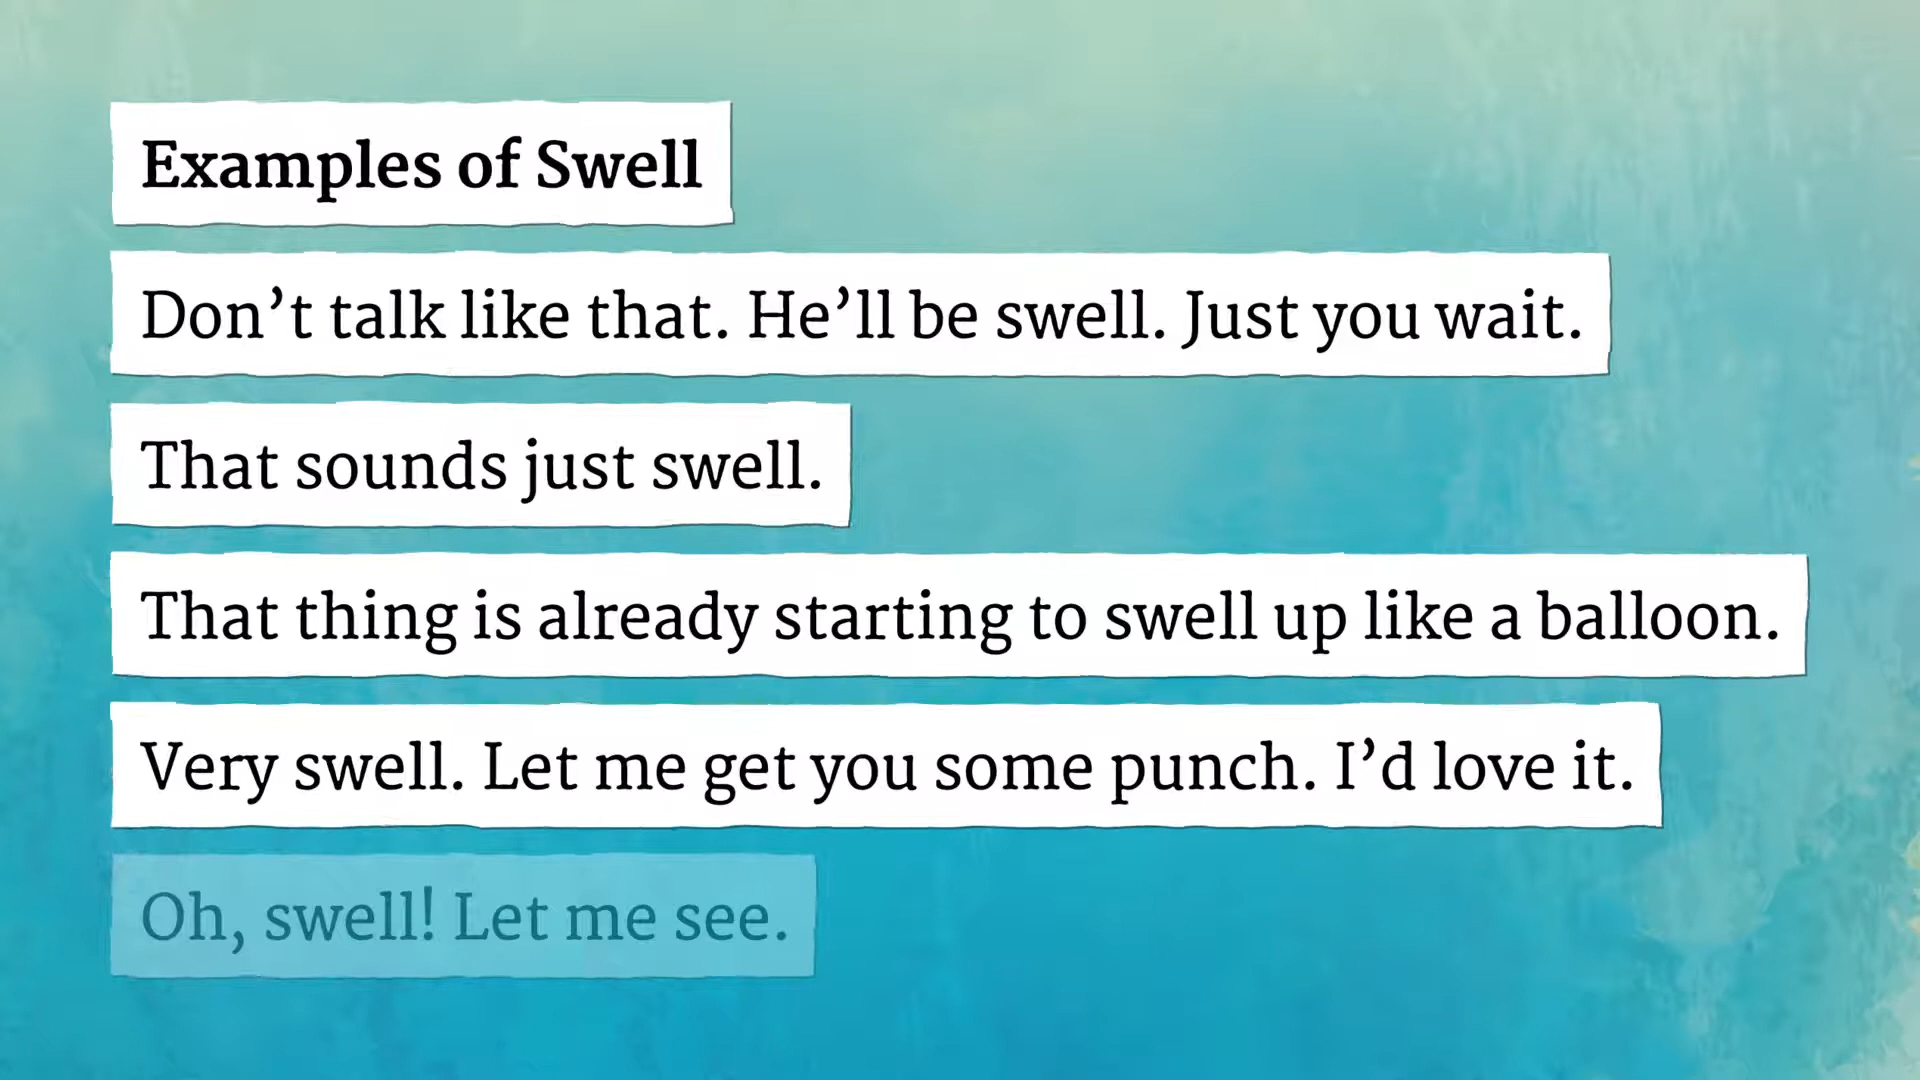 Examples of Swell
Don’t talk like that. He’ll be swell. Just you wait.
That sounds just swell.
That thing is already starting to swell up like a balloon.
Very swell. Let me get you some punch. I’d love it.
Oh, swell! Let me see.